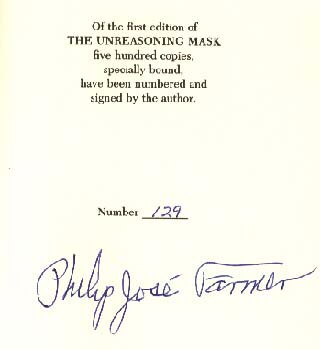 Of the first edition of
THE UNREASONING MASK
five hundred copies,
specially bound,
have been numbered and
signed by the author.
Number 129
Philip José Farmer